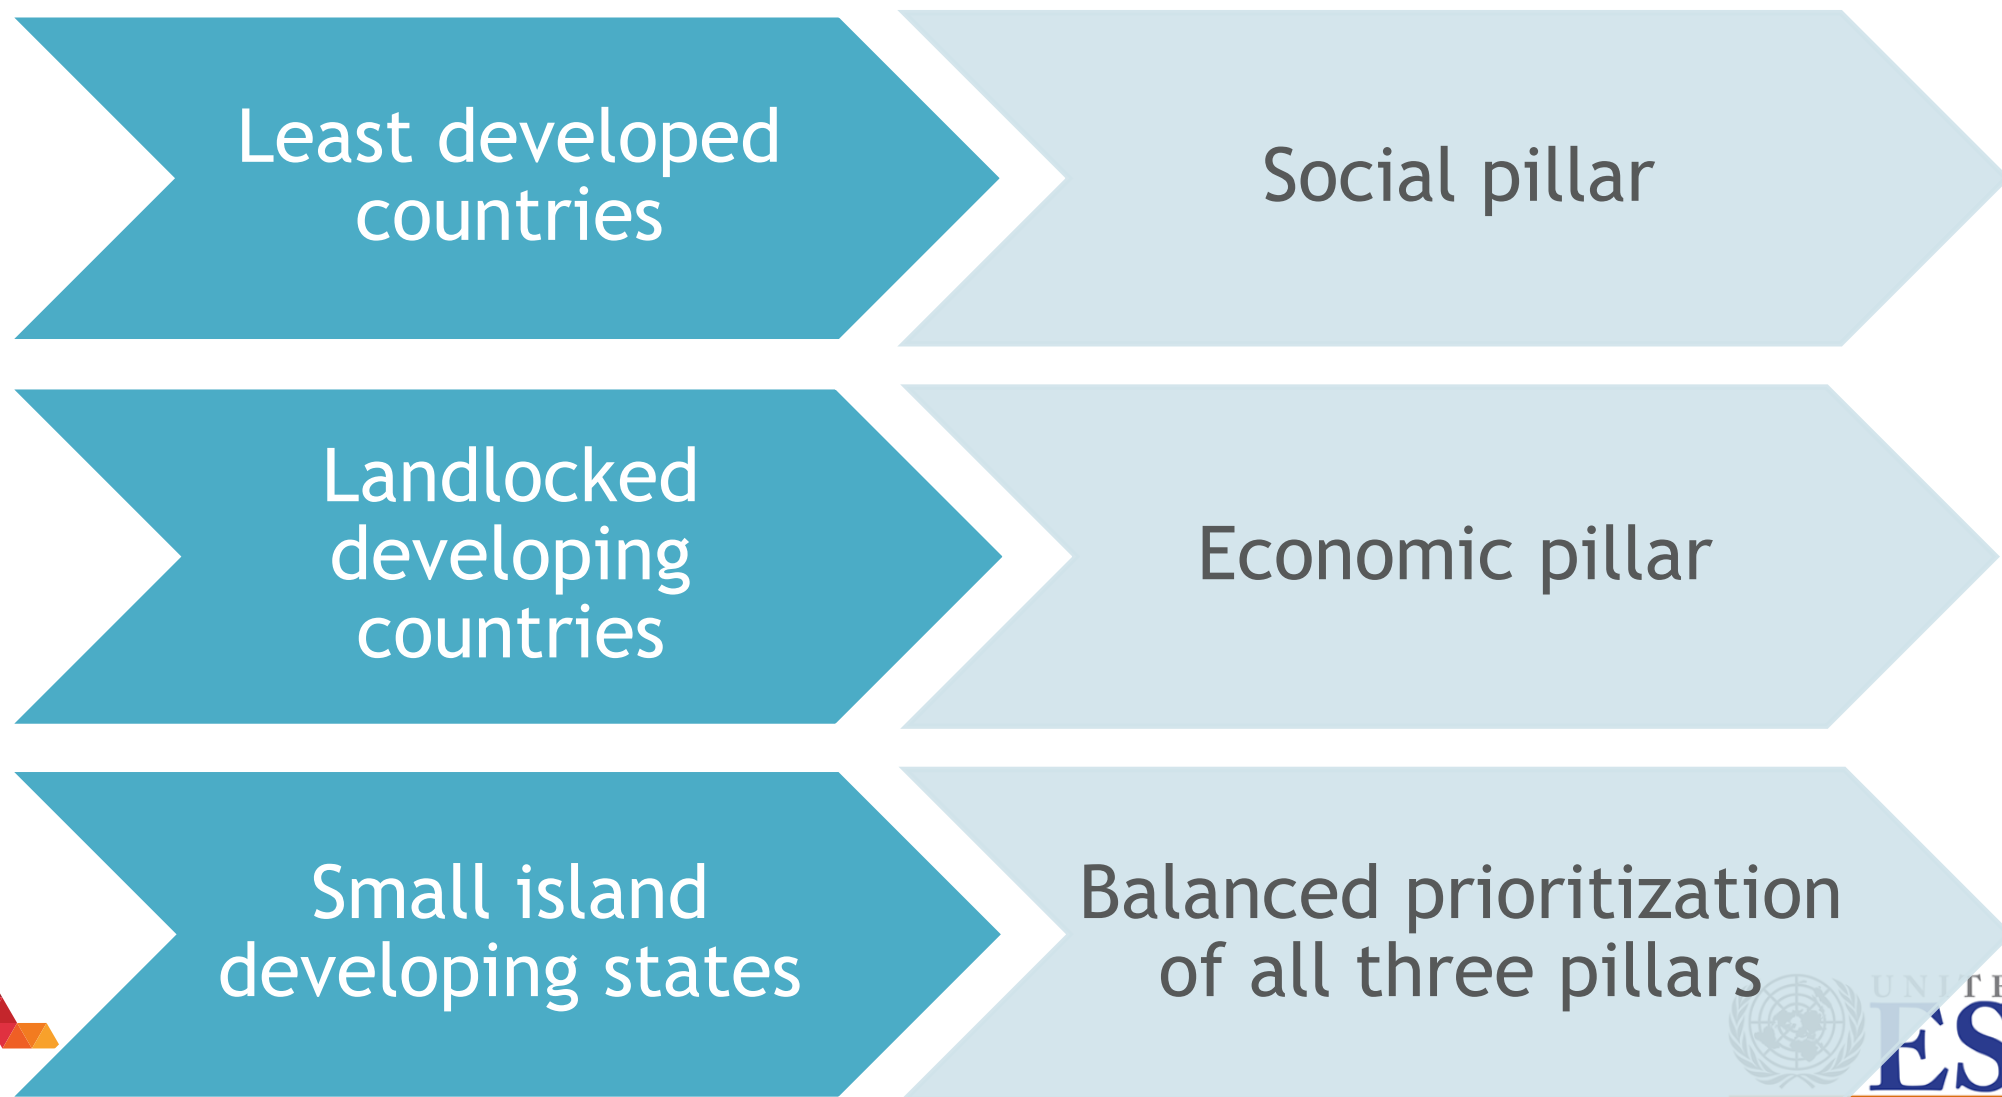 Least developed
countries
Social pillar
Landlocked
developing
countries
Economic pillar
Small island
developing states
Balanced prioritization
of all three pillars
ES